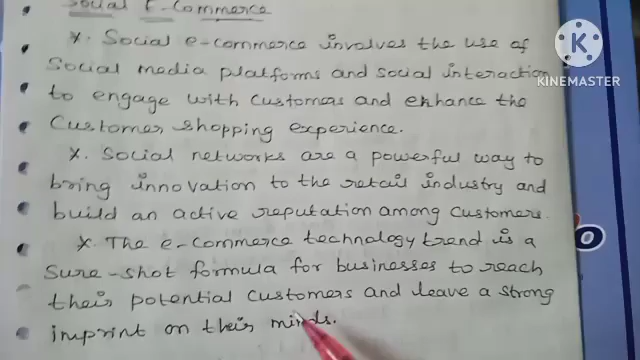 Social E-Commerce
x. Social e-commerce involves the use of
Social media platforms and social interaction
to engage with customers and enhance the
Customer shopping experience.
x. Social networks are a powerful way to
bring innovation to the retail industry and
build an active reputation among customers.
x. The e-commerce technology trend is a
Sure-shot formula for businesses to reach
their potential customers and leave a strong
imprint on their minds.
K
KINEMASTER